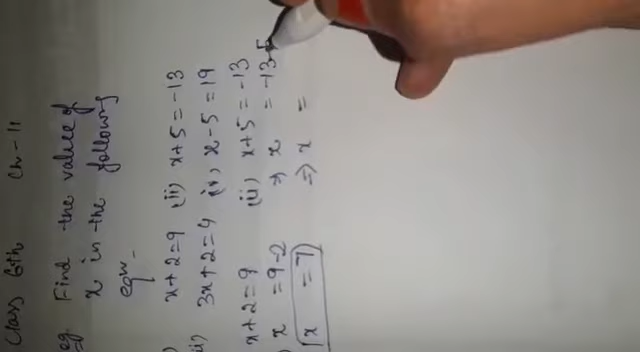 Class 6th Ch-11
eg. Find the value of
x in the following
eqn -
x+2=9 (ii) x+5=-13
iii) 3x+2=4 (iv) x-5=19
x+2=9 (ii) x+5=-13
x =9-2 ⇒ x =-13-5
x =7 ⇒ x =